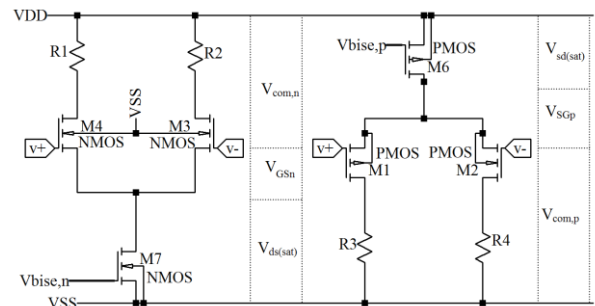 VDD
R1
R2
Vbise,p
PMOS
M6
Vsd(sat)
Vcom,n
VSS
VSGp
v+
M4
NMOS
M3
NMOS
v-
v+
PMOS
M1
PMOS
M2
v-
VGSn
Vcom,p
M7
NMOS
Vds(sat)
R3
R4
Vbise,n
VSS